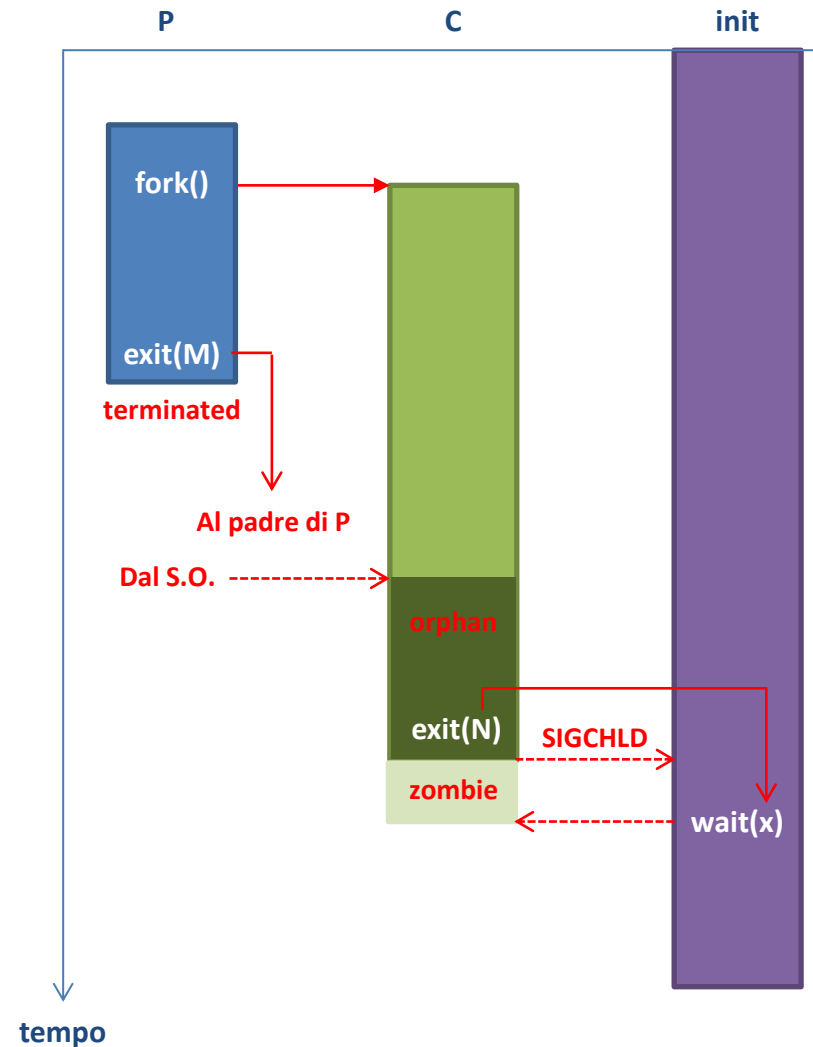 P
C
init
fork()
exit(M)
terminated
Al padre di P
Dal S.O.
orphan
exit(N)
SIGCHLD
zombie
wait(x)
tempo